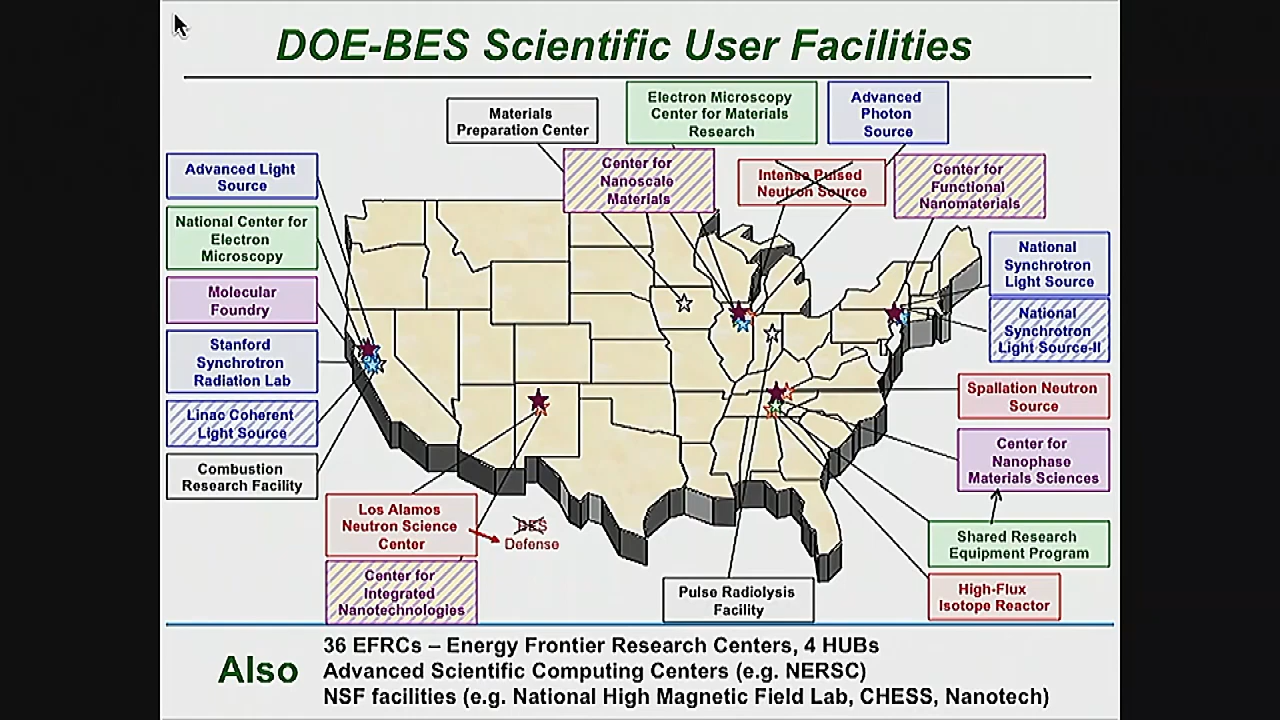 DOE-BES Scientific User Facilities
Materials
Preparation Center
Electron Microscopy
Center for Materials
Research
Advanced
Photon
Source
Center for
Nanoscale
Materials
Intense Pulsed
Neutron Source
Center for
Functional
Nanomaterials
Advanced Light
Source
National Center for
Electron
Microscopy
Molecular
Foundry
Stanford
Synchrotron
Radiation Lab
Linac Coherent
Light Source
Combustion
Research Facility
National
Synchrotron
Light Source
National
Synchrotron
Light Source-II
Spallation Neutron
Source
Center for
Nanophase
Materials Sciences
Shared Research
Equipment Program
High-Flux
Isotope Reactor
Los Alamos
Neutron Science
Center
BES
Defense
Center for
Integrated
Nanotechnologies
Pulse Radiolysis
Facility
Also
36 EFRCs – Energy Frontier Research Centers, 4 HUBs
Advanced Scientific Computing Centers (e.g. NERSC)
NSF facilities (e.g. National High Magnetic Field Lab, CHESS, Nanotech)